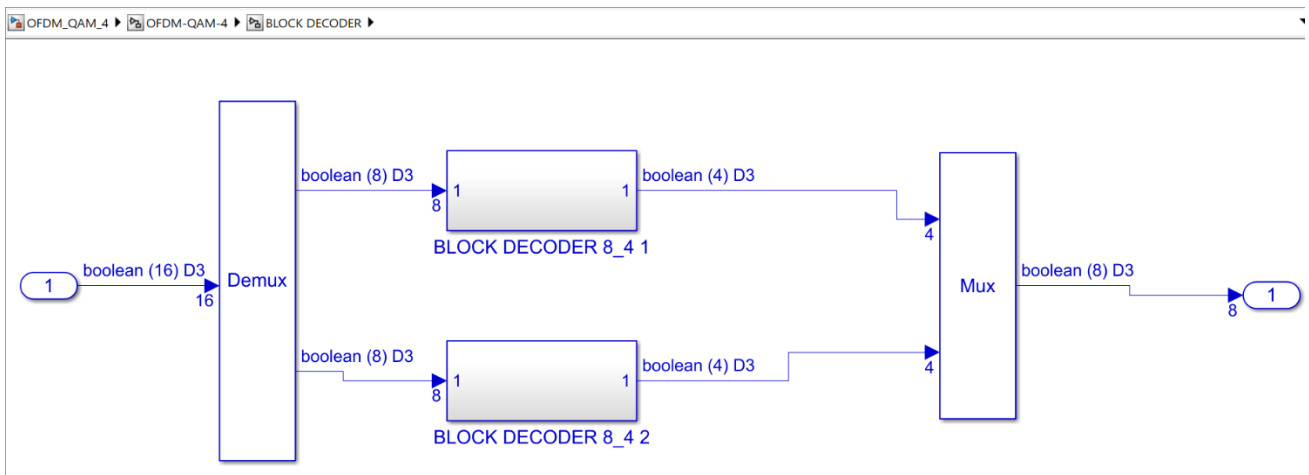 OFDM_QAM_4 ▶ OFDM-QAM-4 ▶ BLOCK DECODER ▶
boolean (8) D3
8
1
1
boolean (4) D3
BLOCK DECODER 8_4 1
4
1
boolean (16) D3
16
Demux
Mux
boolean (8) D3
8
1
boolean (8) D3
8
1
1
boolean (4) D3
4
BLOCK DECODER 8_4 2